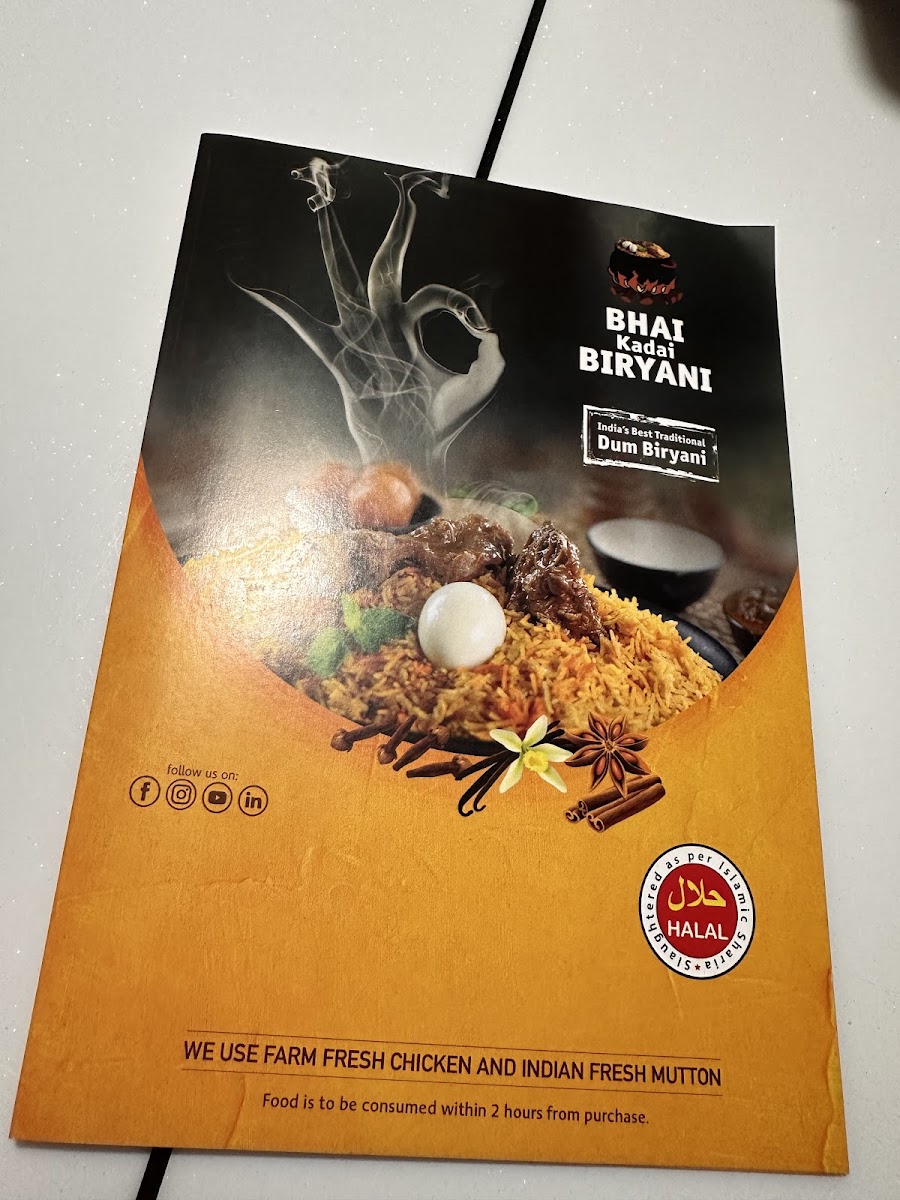 BHAI
Kadai
BIRYANI
India's Best Traditional
Dum Biryani
follow us on:
f
in
Slaughtered as per Islamic Sharia
حلال
HALAL
WE USE FARM FRESH CHICKEN AND INDIAN FRESH MUTTON
Food is to be consumed within 2 hours from purchase.